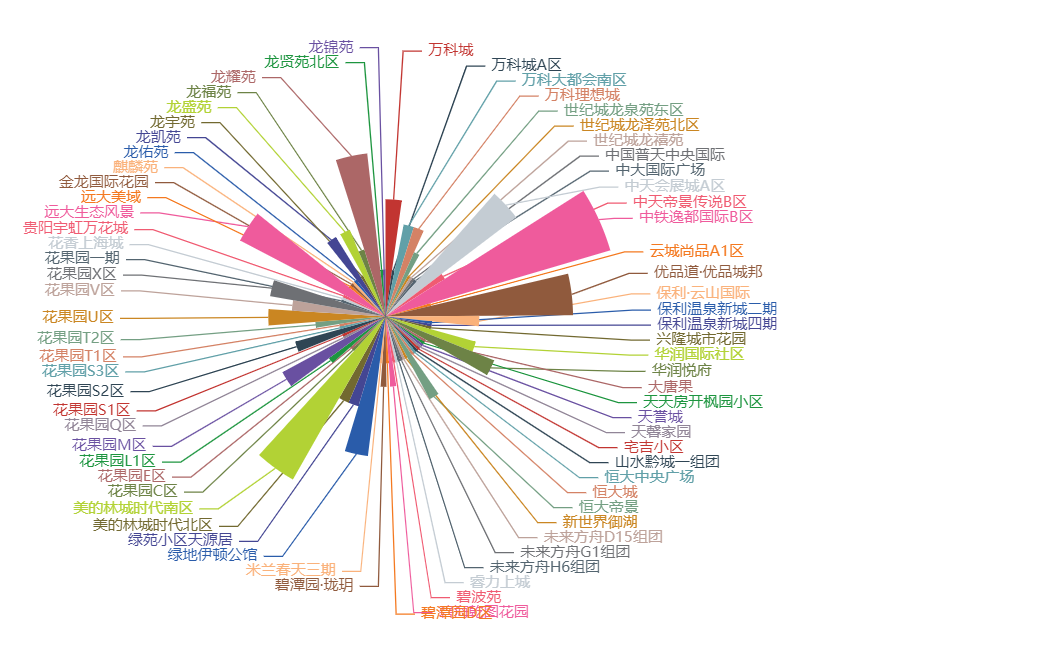 万科城
万科城A区
万科大都会南区
万科理想城
世纪城龙泉苑东区
世纪城龙泽苑北区
世纪城龙禧苑
中国普天中央国际
中大国际广场
中天会展城A区
中天帝景传说B区
中铁逸都国际B区
云城尚品A1区
优品道·优品城邦
保利·云山国际
保利温泉新城二期
保利温泉新城四期
兴隆城市花园
华润国际社区
华润悦府
大唐果
天天房开枫园小区
天誉城
天馨家园
宅吉小区
山水黔城一组团
恒大中央广场
恒大城
恒大帝景
新世界御湖
未来方舟D15组团
未来方舟G1组团
未来方舟H6组团
睿力上城
碧波苑
碧潭园·珑玥
米兰春天三期
绿地伊顿公馆
绿苑小区天源居
美的林城时代北区
美的林城时代南区
花果园C区
花果园E区
花果园L1区
花果园M区
花果园Q区
花果园S1区
花果园S2区
花果园S3区
花果园T1区
花果园T2区
花果园U区
花果园V区
花果园X区
花果园一期
花香上海城
贵阳宇虹万花城
远大生态风景
远大美域
金龙国际花园
麒麟苑
龙佑苑
龙凯苑
龙宇苑
龙盛苑
龙福苑
龙耀苑
龙贤苑北区
龙锦苑